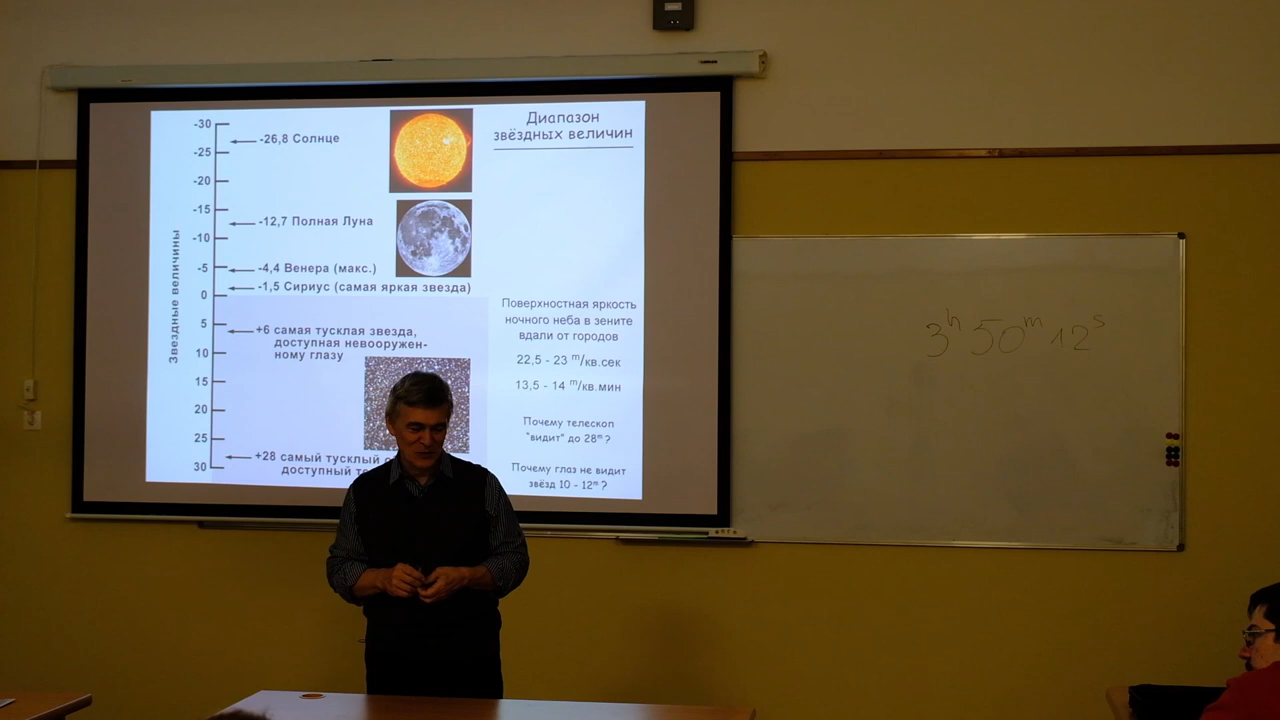 Диапазон
звёздных величин
Звездные величины
-30
-25
-20
-15
-10
-5
0
5
10
15
20
25
30
-26,8 Солнце
-12,7 Полная Луна
-4,4 Венера (макс.)
-1,5 Сириус (самая яркая звезда)
+6 самая тусклая звезда,
доступная невооружен-
ному глазу
+28 самый тусклый
доступный
Поверхностная яркость
ночного неба в зените
вдали от городов
22,5 - 23 m/кв.сек
13,5 - 14 m/кв.мин
Почему телескоп
"видит" до 28m?
Почему глаз не видит
звёзд 10 - 12m?
3h 50m 12s